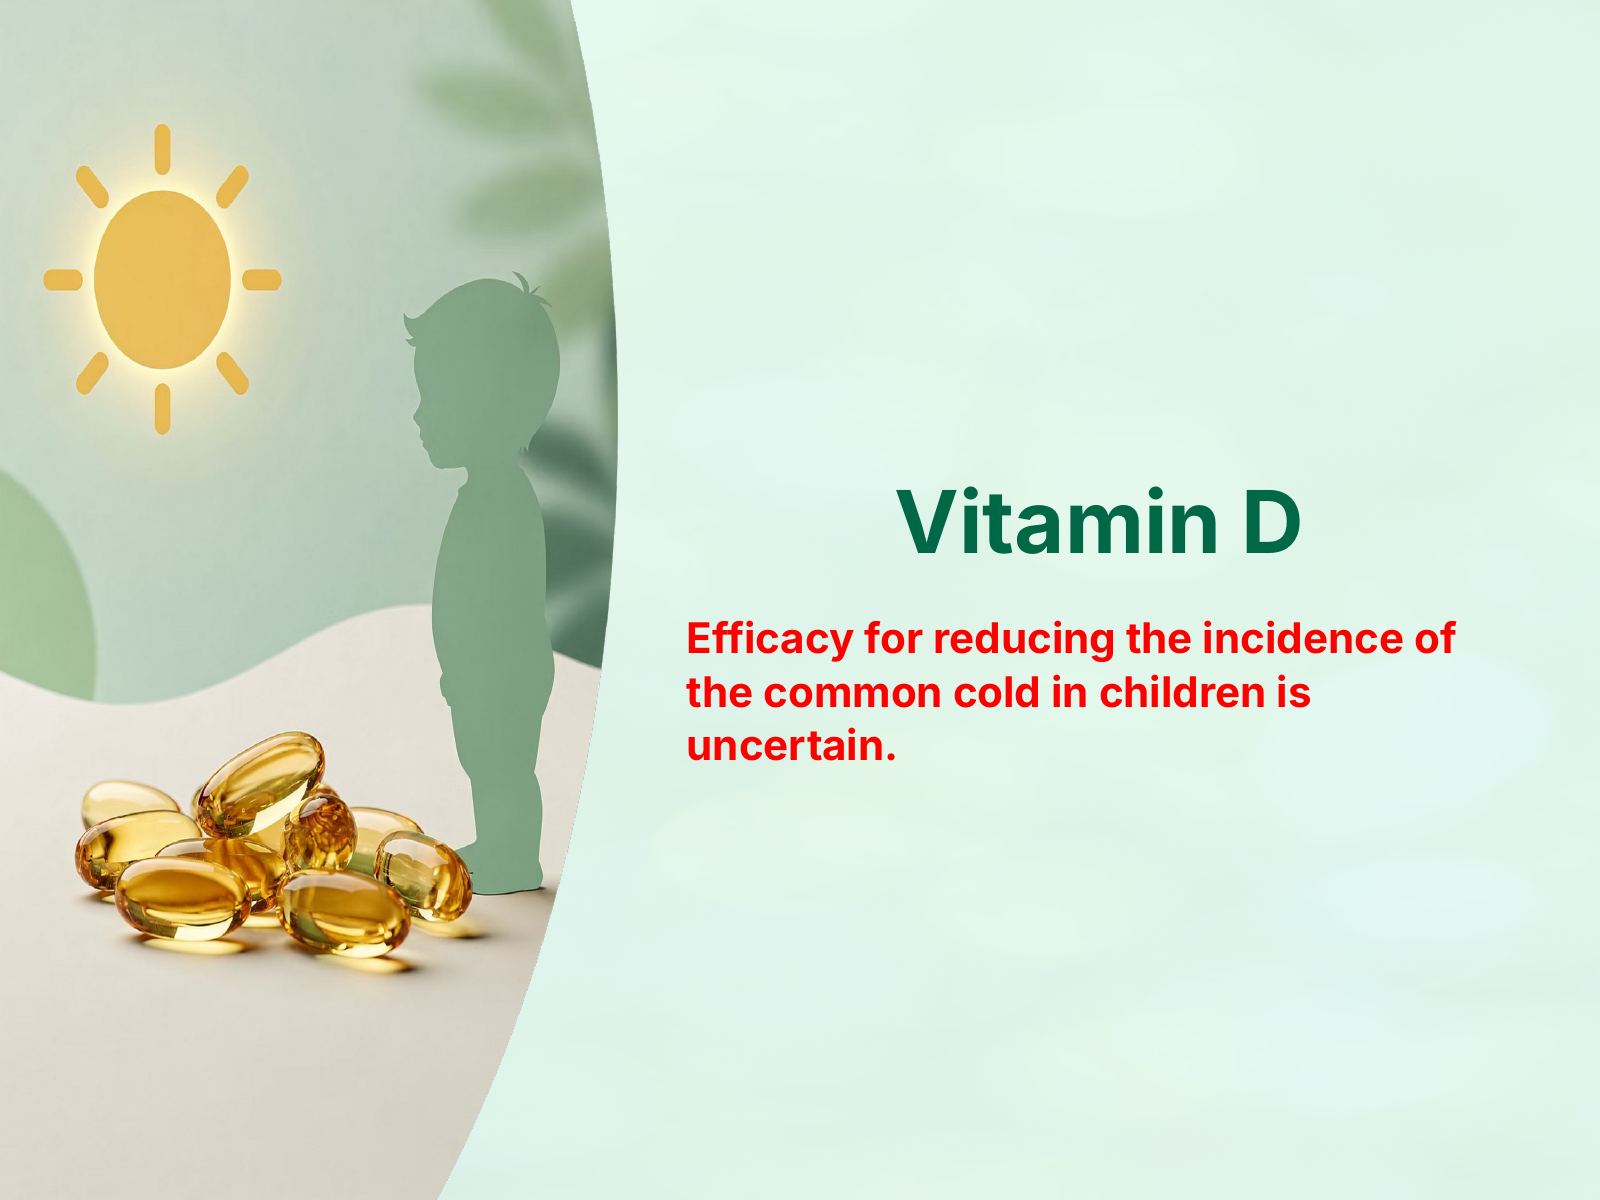 Vitamin D
Efficacy for reducing the incidence of
the common cold in children is
uncertain.